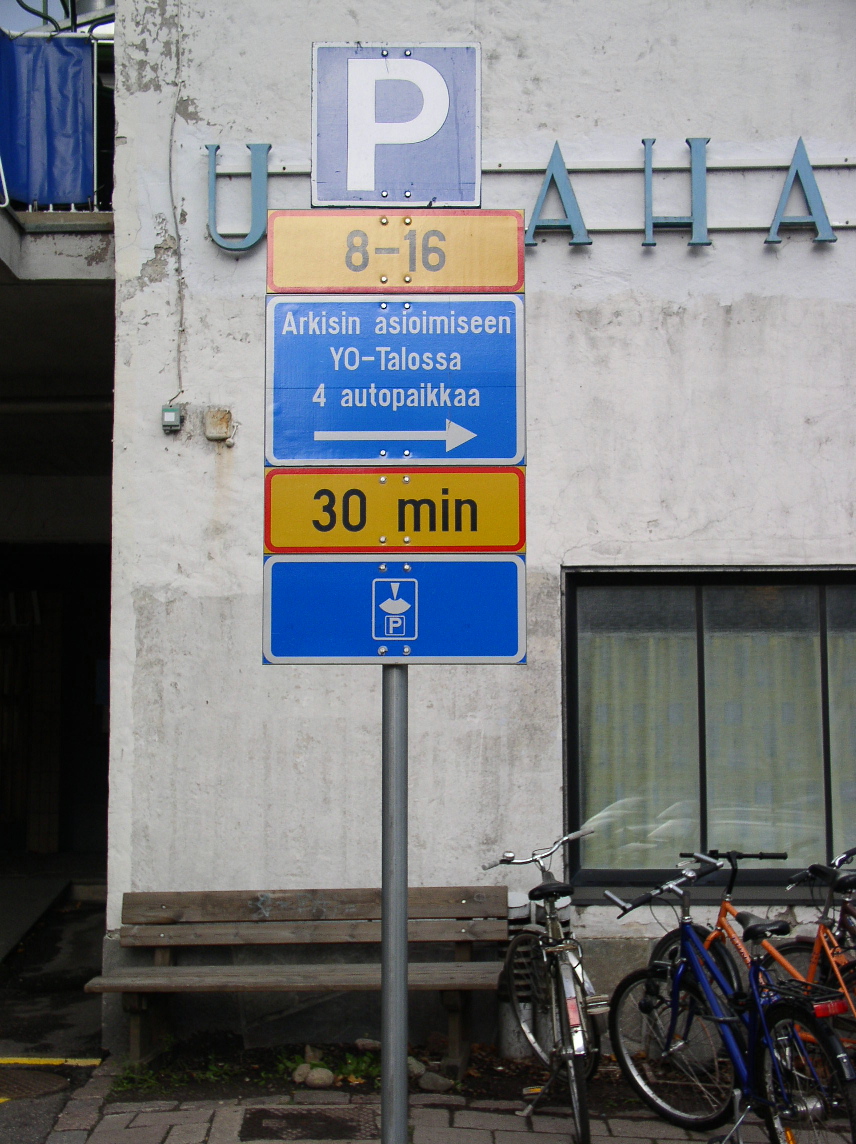 P
U AHA
8-16
Arkisin asioimiseen
YO-Talossa
4 autopaikkaa
30 min
P